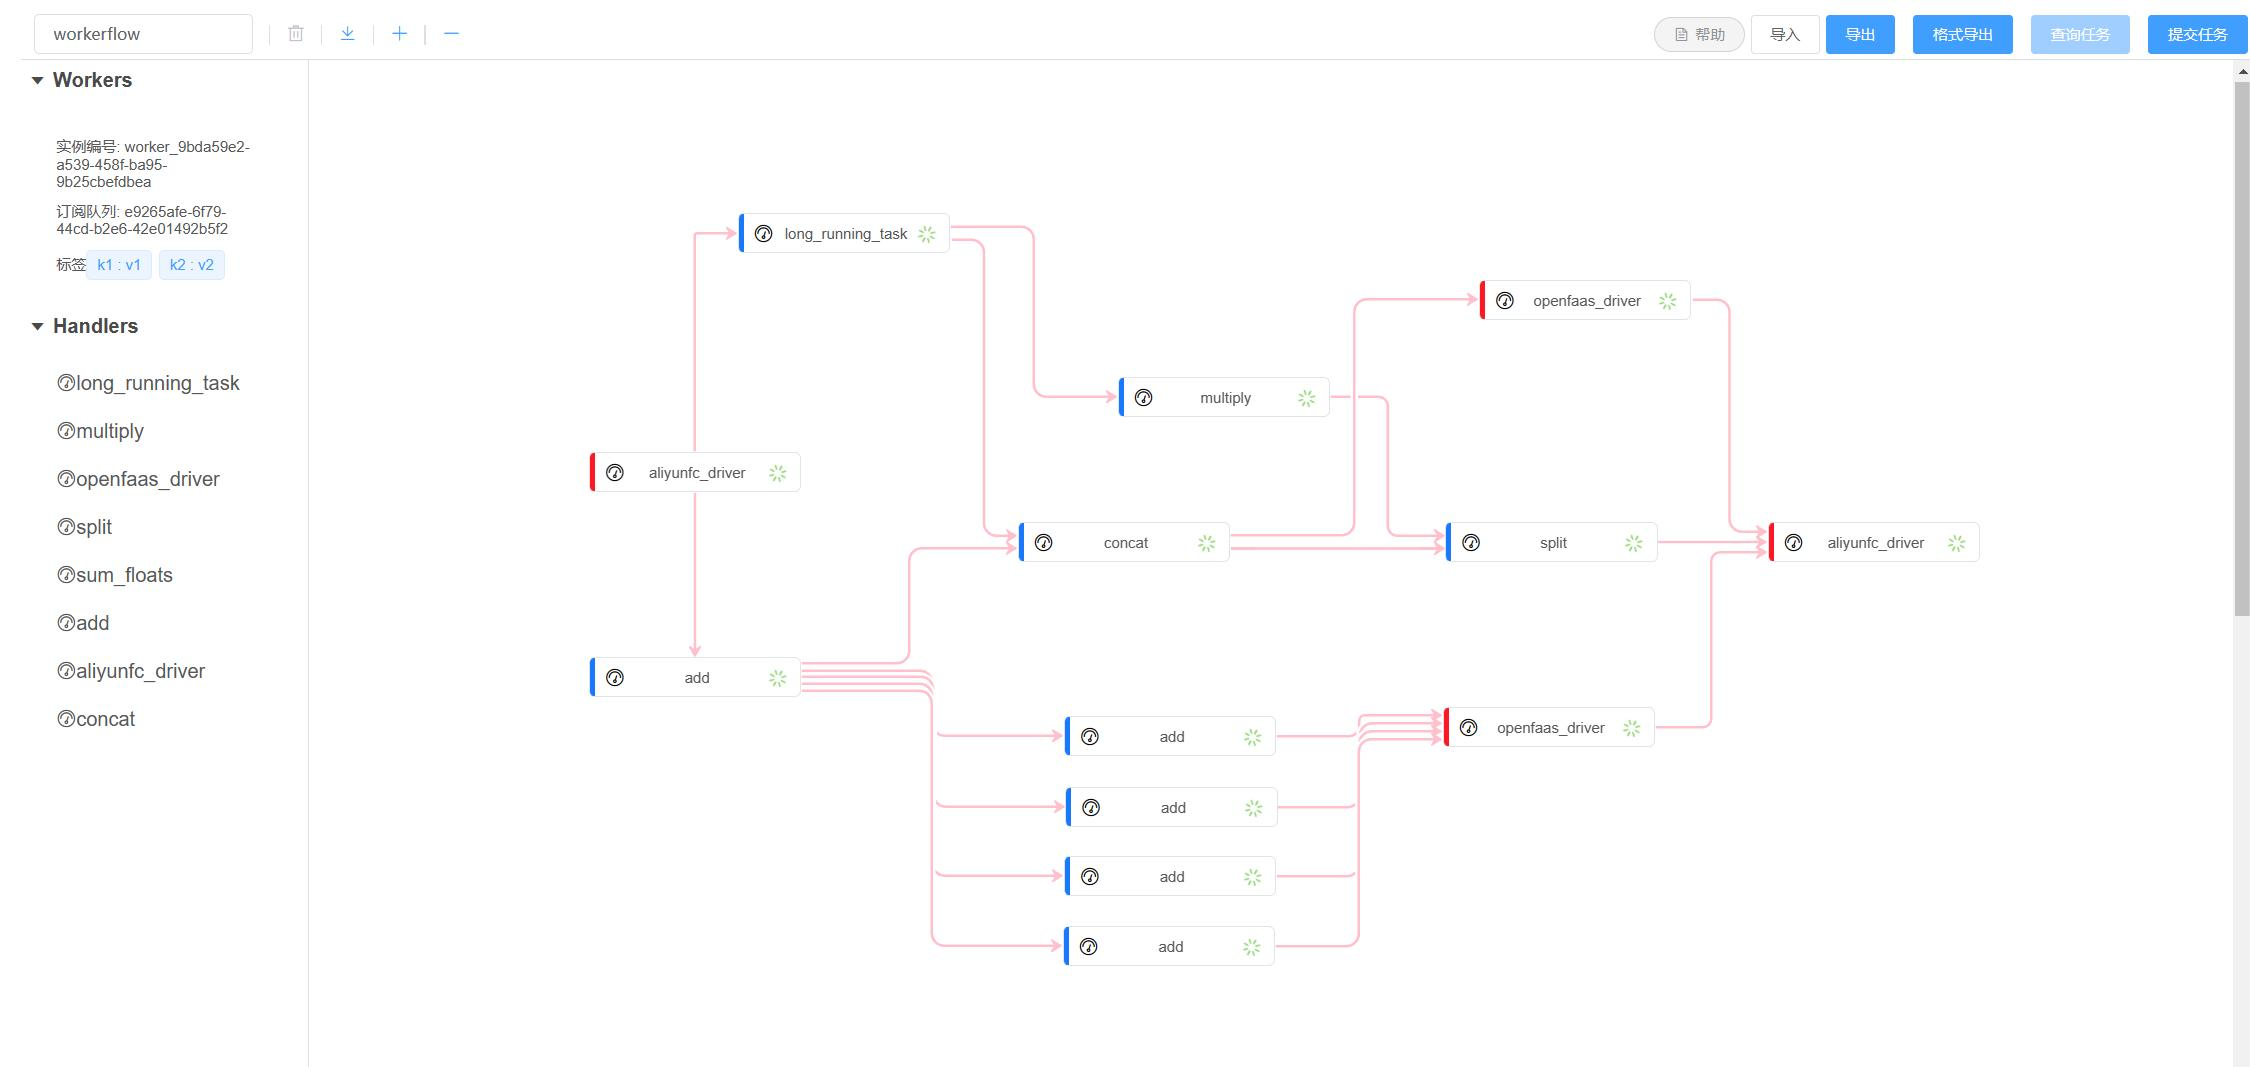 workerflow
帮助
导入
导出
格式导出
查询任务
提交任务
Workers
实例编号: worker_9bda59e2-
a539-458f-ba95-
9b25cbefdbea
订阅队列: e9265afe-6f79-
44cd-b2e6-42e01492b5f2
标签 k1 : v1 k2 : v2
Handlers
long_running_task
multiply
openfaas_driver
split
sum_floats
add
aliyunfc_driver
concat
long_running_task
openfaas_driver
multiply
aliyunfc_driver
concat
split
aliyunfc_driver
add
openfaas_driver
add
add
add
add